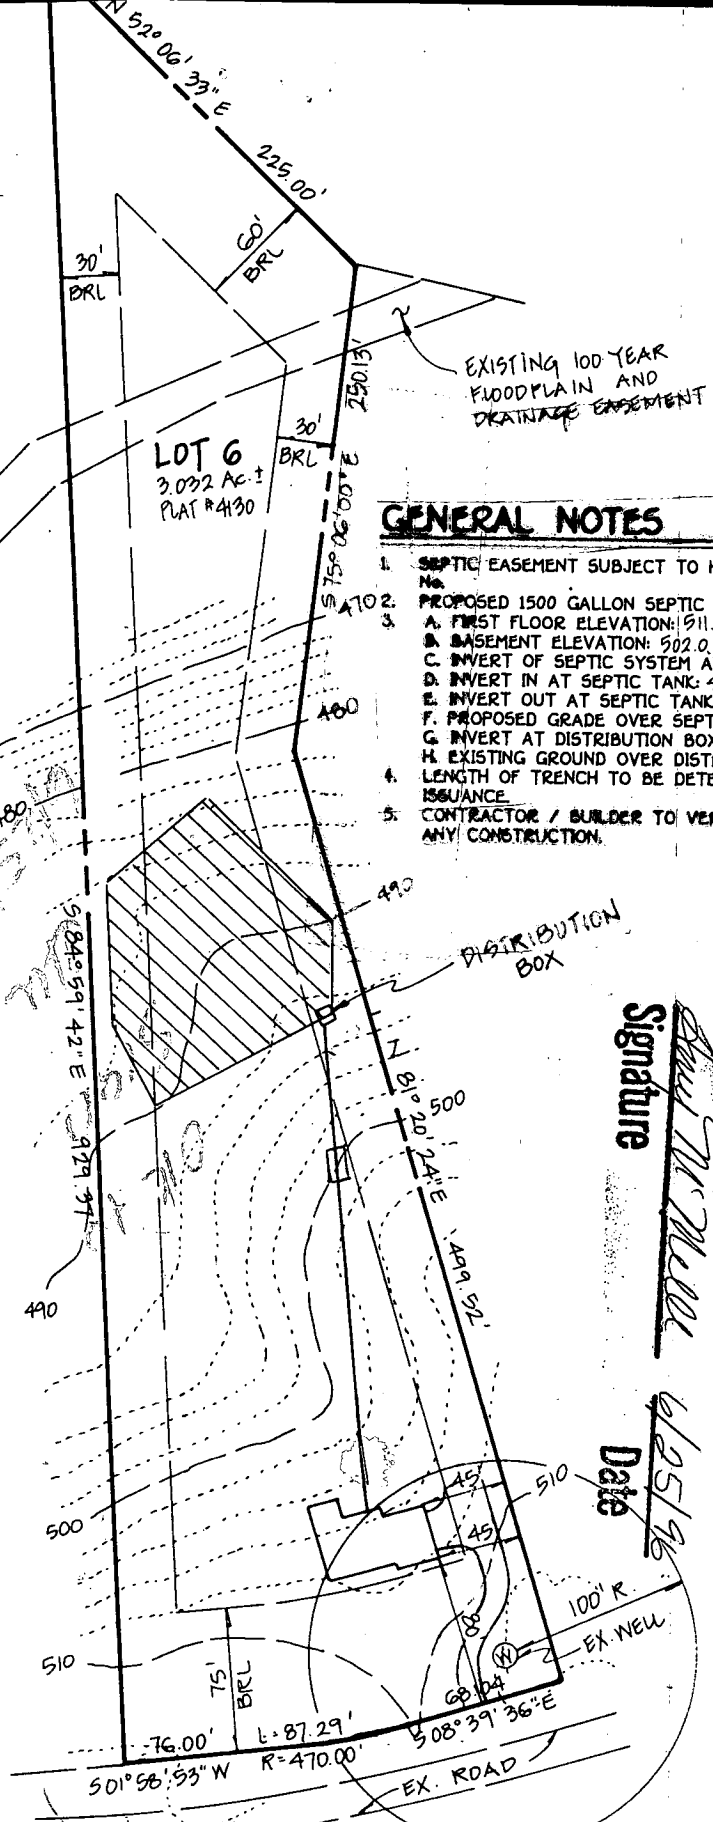 N 52° 06' 33" E
225.00'
60'
BRL
30'
BRL
250.13'
EXISTING 100 YEAR
FLOODPLAIN AND
DRAINAGE EASEMENT
LOT 6
3.032 Ac.±
PLAT #4130
30'
BRL
S 75° 06' 00" E
GENERAL NOTES
1. SEPTIC EASEMENT SUBJECT TO
No.
2. PROPOSED 1500 GALLON SEPTIC
3. A. FIRST FLOOR ELEVATION: 511.
B. BASEMENT ELEVATION: 502.0
C. INVERT OF SEPTIC SYSTEM A
D. INVERT IN AT SEPTIC TANK: 4
E. INVERT OUT AT SEPTIC TANK
F. PROPOSED GRADE OVER SEPT
G. INVERT AT DISTRIBUTION BOX
H. EXISTING GROUND OVER DIST
4. LENGTH OF TRENCH TO BE DETE
ISSUANCE.
5. CONTRACTOR / BUILDER TO VE
ANY CONSTRUCTION.
470
480
480
490
DISTRIBUTION
BOX
S 84° 59' 42" E
929.37
N 81° 20' 24" E
499.52'
500
490
Signature
Date
6/25/96
45'
45'
510
500
510
80
100' R.
EX. WELL
W
75'
BRL
68.04
76.00'
L=87.29'
S 08° 39' 36" E
S 01° 58' 53" W
R=470.00'
EX. ROAD